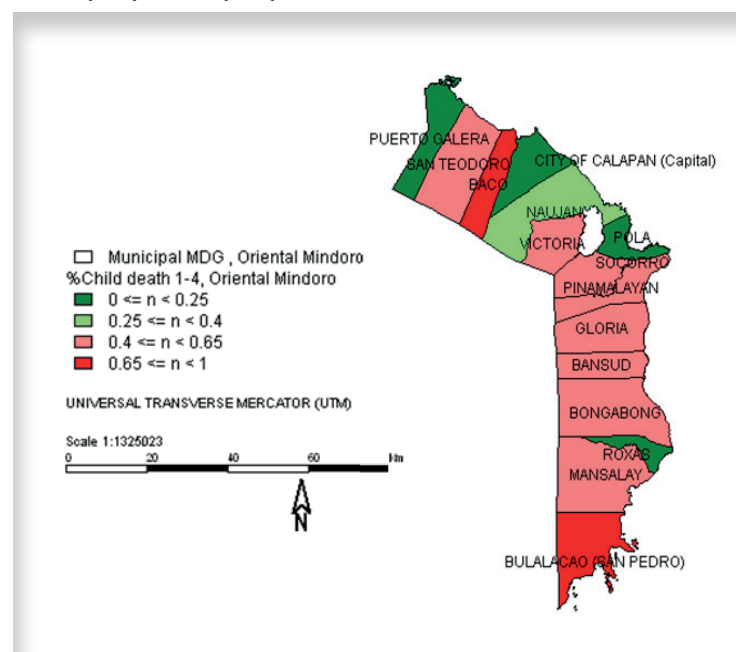 PUERTO GALERA
CITY OF CALAPAN (Capital)
SAN TEODORO
BACO
NAUJAN
POLA
VICTORIA
SOCORRO
PINAMALAYAN
GLORIA
BANSUD
BONGABONG
ROXAS
MANSALAY
BULALACAO (SAN PEDRO)
Municipal MDG , Oriental Mindoro
%Child death 1-4, Oriental Mindoro
0 <= n < 0.25
0.25 <= n < 0.4
0.4 <= n < 0.65
0.65 <= n < 1
UNIVERSAL TRANSVERSE MERCATOR (UTM)
Scale 1:1325023
0 20 40 60 Km
N